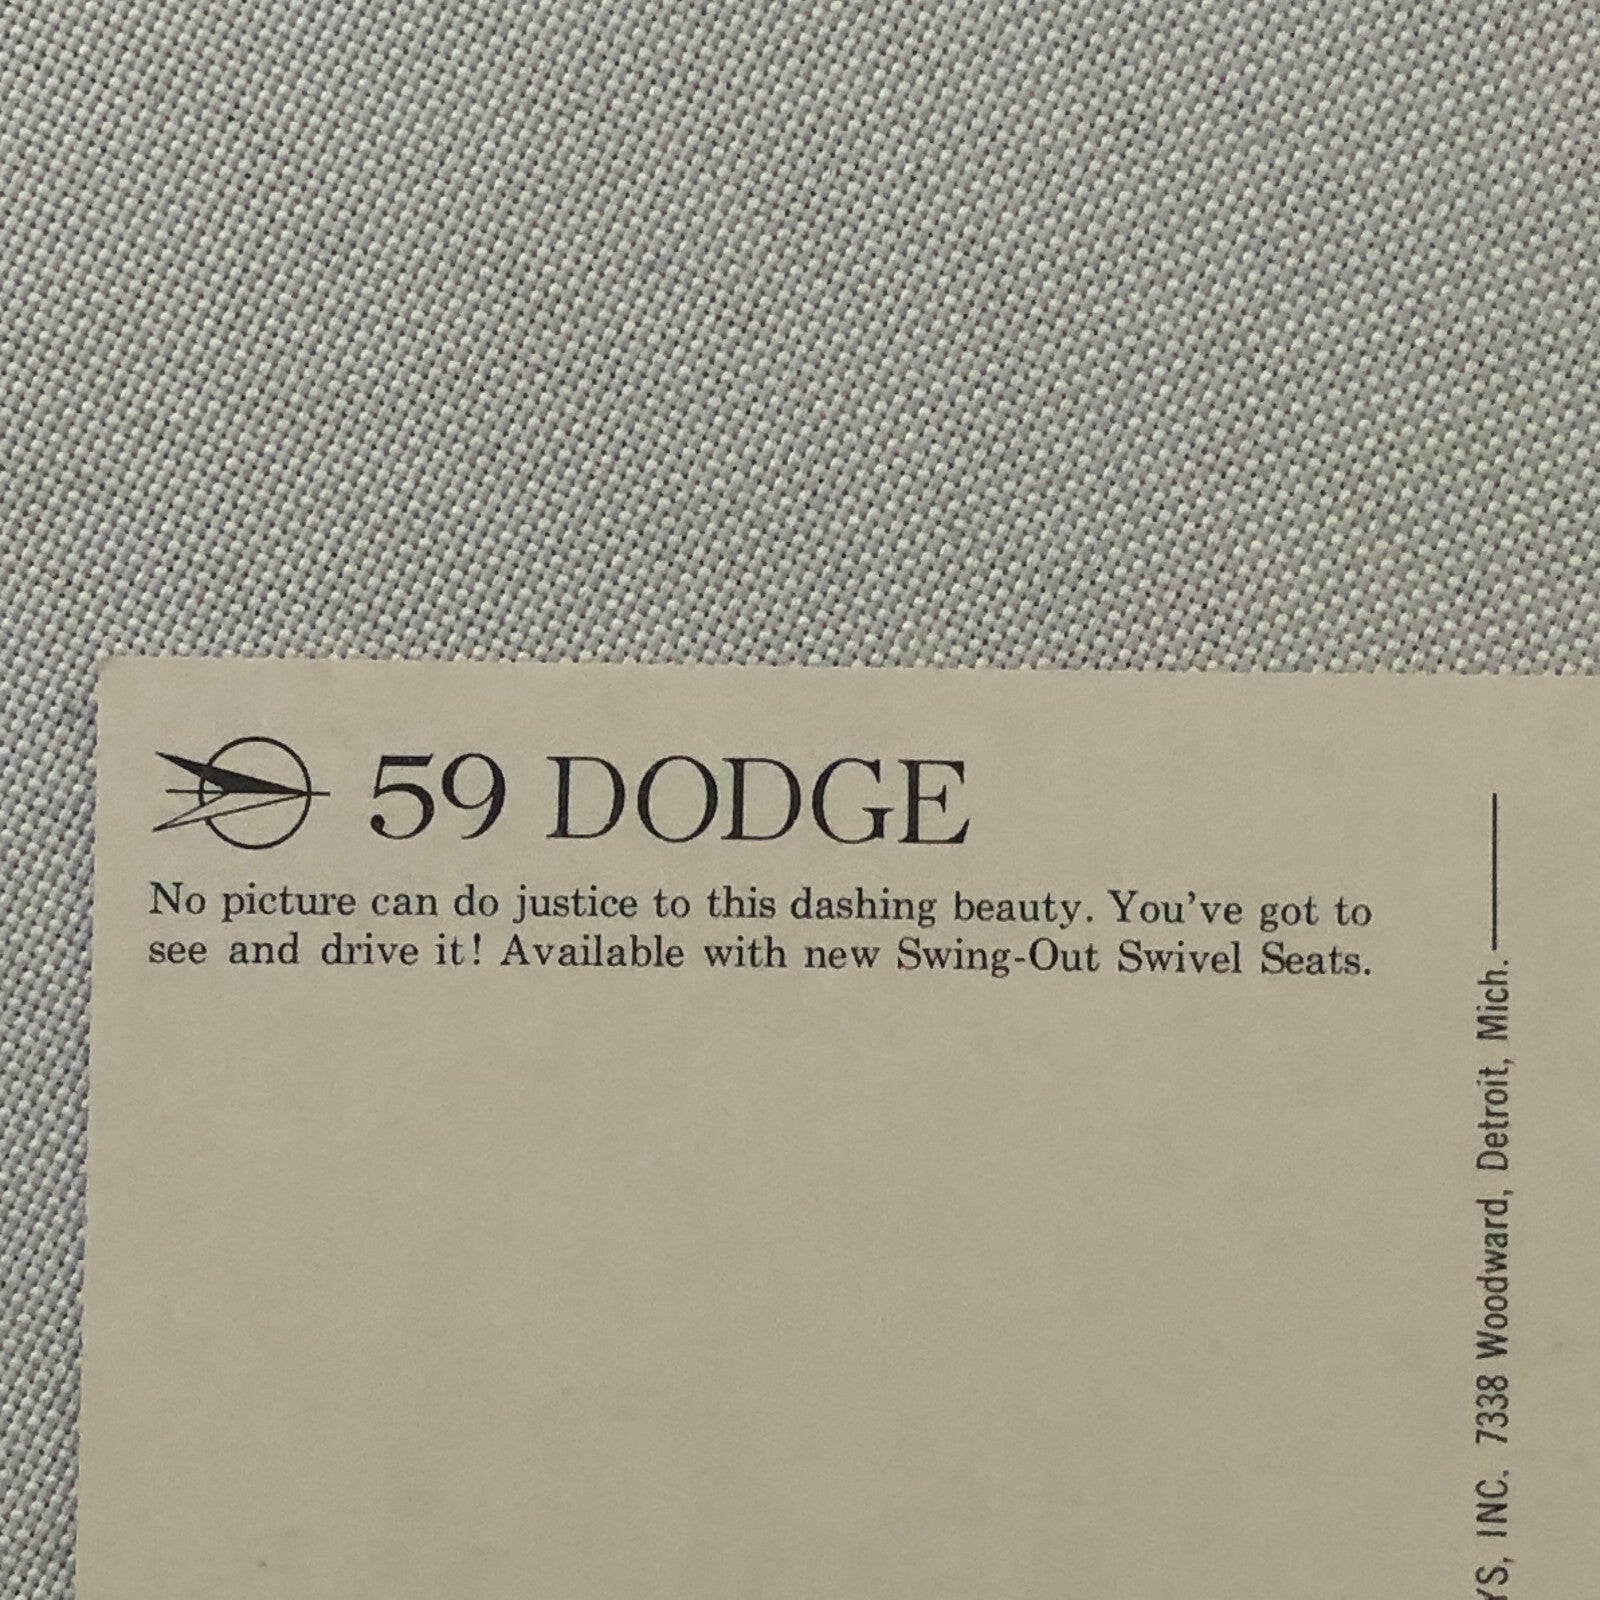 59 DODGE
No picture can do justice to this dashing beauty. You've got to
see and drive it! Available with new Swing-Out Swivel Seats.
INC. 7338 Woodward, Detroit, Mich.